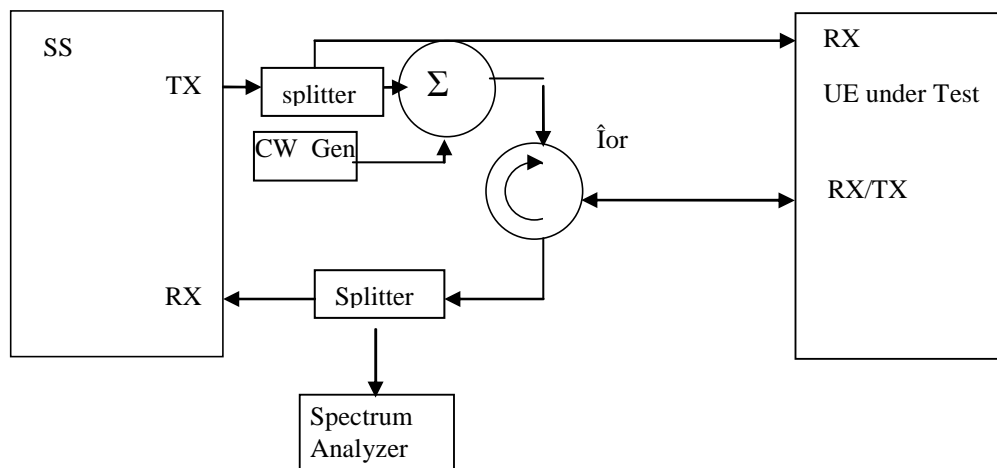 SS
TX
splitter
Σ
CW Gen
Îor
RX
UE under Test
RX/TX
RX
Splitter
Spectrum
Analyzer